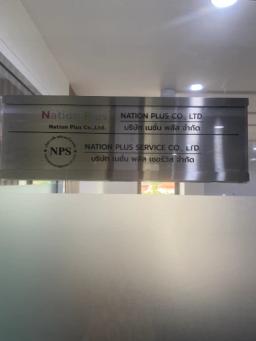 Nation Plus
Nation Plus Co.,Ltd.
NATION PLUS CO., LTD
บริษัท เนชั่น พลัส จำกัด
NPS
NATION PLUS SERVICE CO., LTD
บริษัท เนชั่น พลัส เซอร์วิส จำกัด